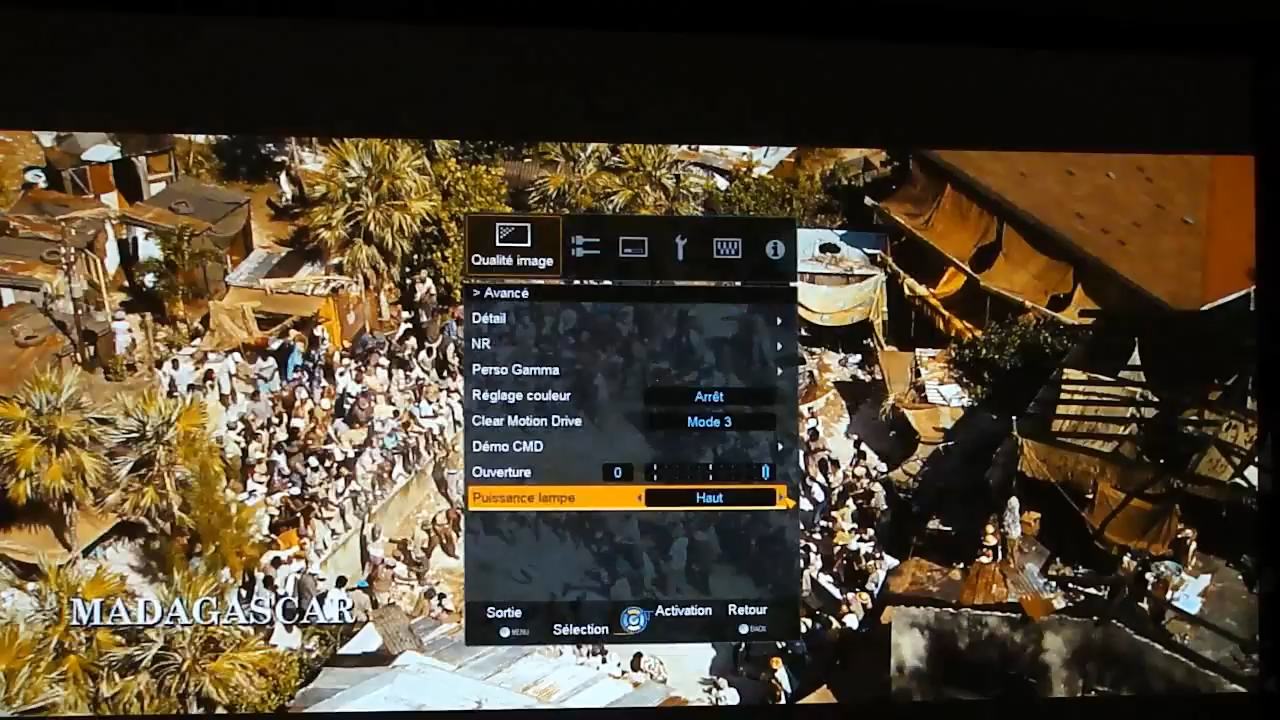 Qualité image
> Avancé
Détail
NR
Perso Gamma
Réglage couleur Arrêt
Clear Motion Drive Mode 3
Démo CMD
Ouverture 0
Puissance lampe Haut
Sortie Activation Retour
MENU Sélection BACK
MADAGASCAR